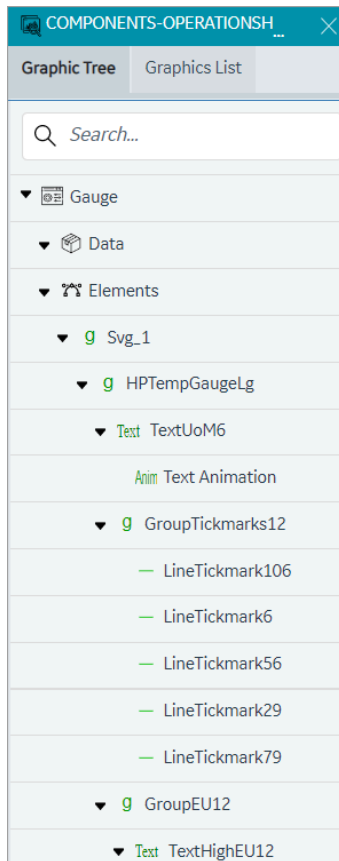 COMPONENTS-OPERATIONSH_...
Graphic Tree Graphics List
Search...
Gauge
Data
Elements
g Svg_1
g HPTempGaugeLg
Text TextUoM6
Anim Text Animation
g GroupTickmarks12
LineTickmark106
LineTickmark6
LineTickmark56
LineTickmark29
LineTickmark79
g GroupEU12
Text TextHighEU12